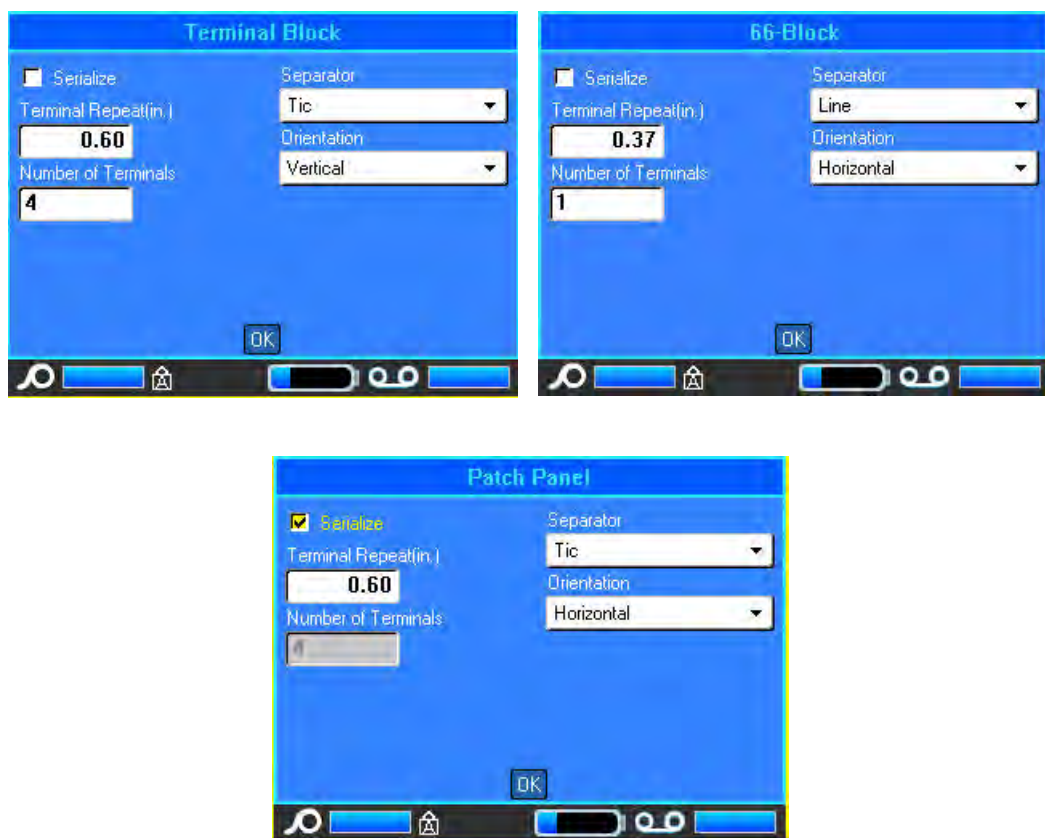 Terminal Block
Serialize
Separator
Terminal Repeat(in.)
Tic
0.60
Orientation
Number of Terminals
Vertical
4
OK
66-Block
Serialize
Separator
Terminal Repeat(in.)
Line
0.37
Orientation
Number of Terminals
Horizontal
1
OK
Patch Panel
Serialize
Separator
Terminal Repeat(in.)
Tic
0.60
Orientation
Number of Terminals
Horizontal
4
OK